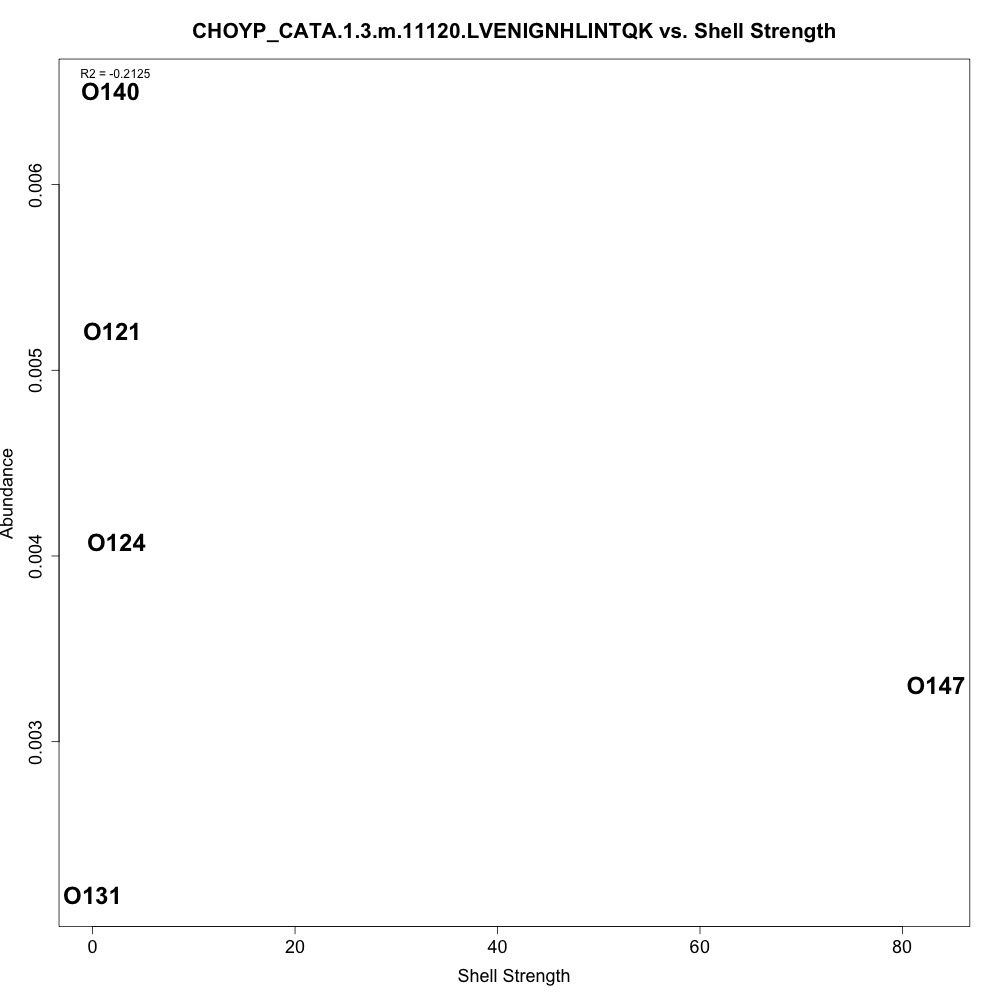 CHOYP_CATA.1.3.m.11120.LVENIGNHLINTQK vs. Shell Strength
R2 = -0.2125
O140
0.006
O121
0.005
Abundance
O124
0.004
O147
0.003
O131
0 20 40 60 80
Shell Strength